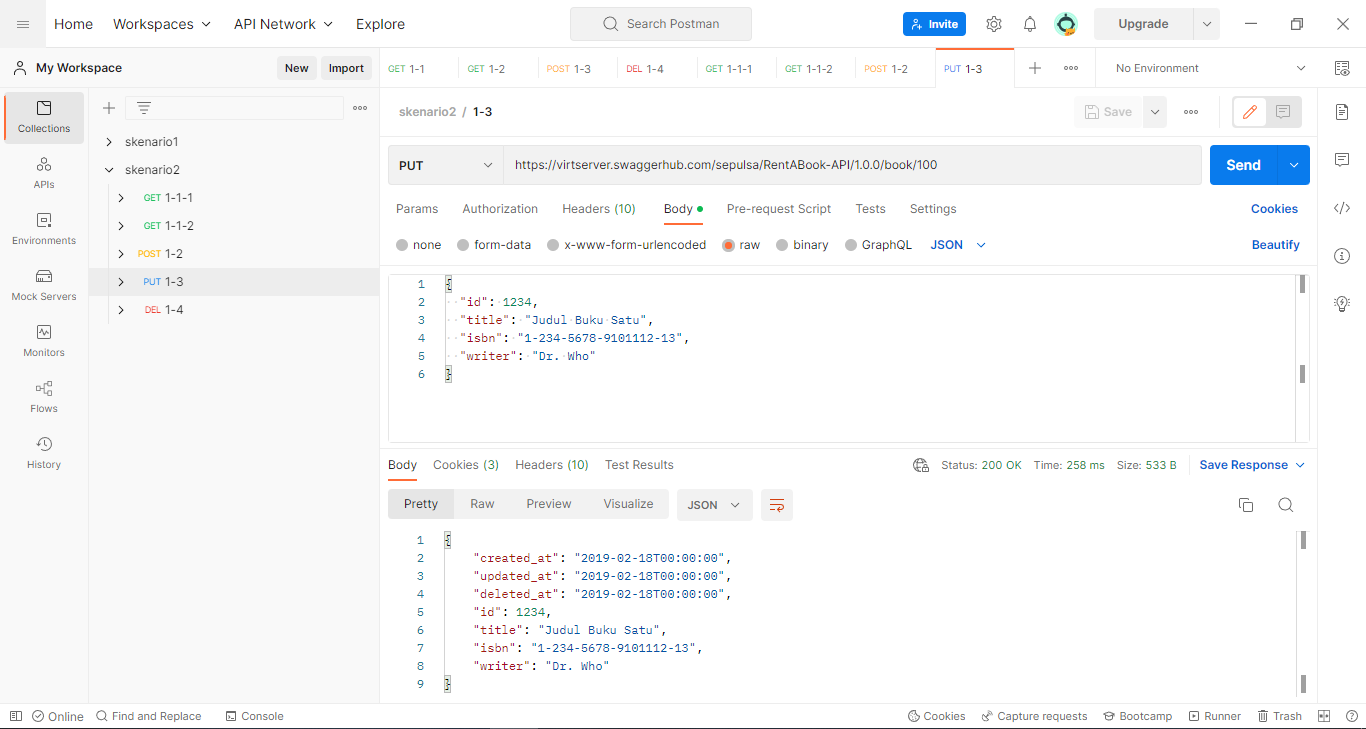 Home Workspaces API Network Explore Search Postman Invite Upgrade
My Workspace New Import
GET 1-1 GET 1-2 POST 1-3 DEL 1-4 GET 1-1-1 GET 1-1-2 POST 1-2 PUT 1-3 No Environment
Collections
APIs
Environments
Mock Servers
Monitors
Flows
History
skenario1
skenario2
GET 1-1-1
GET 1-1-2
POST 1-2
PUT 1-3
DEL 1-4
skenario2 / 1-3 Save
PUT https://virtserver.swaggerhub.com/sepulsa/RentABook-API/1.0.0/book/100 Send
Params Authorization Headers (10) Body Pre-request Script Tests Settings Cookies
none form-data x-www-form-urlencoded raw binary GraphQL JSON Beautify
1 {
2 "id": 1234,
3 "title": "Judul Buku Satu",
4 "isbn": "1-234-5678-9101112-13",
5 "writer": "Dr. Who"
6 }
Body Cookies (3) Headers (10) Test Results Status: 200 OK Time: 258 ms Size: 533 B Save Response
Pretty Raw Preview Visualize JSON
1 {
2 "created_at": "2019-02-18T00:00:00",
3 "updated_at": "2019-02-18T00:00:00",
4 "deleted_at": "2019-02-18T00:00:00",
5 "id": 1234,
6 "title": "Judul Buku Satu",
7 "isbn": "1-234-5678-9101112-13",
8 "writer": "Dr. Who"
9 }
Online Find and Replace Console Cookies Capture requests Bootcamp Runner Trash